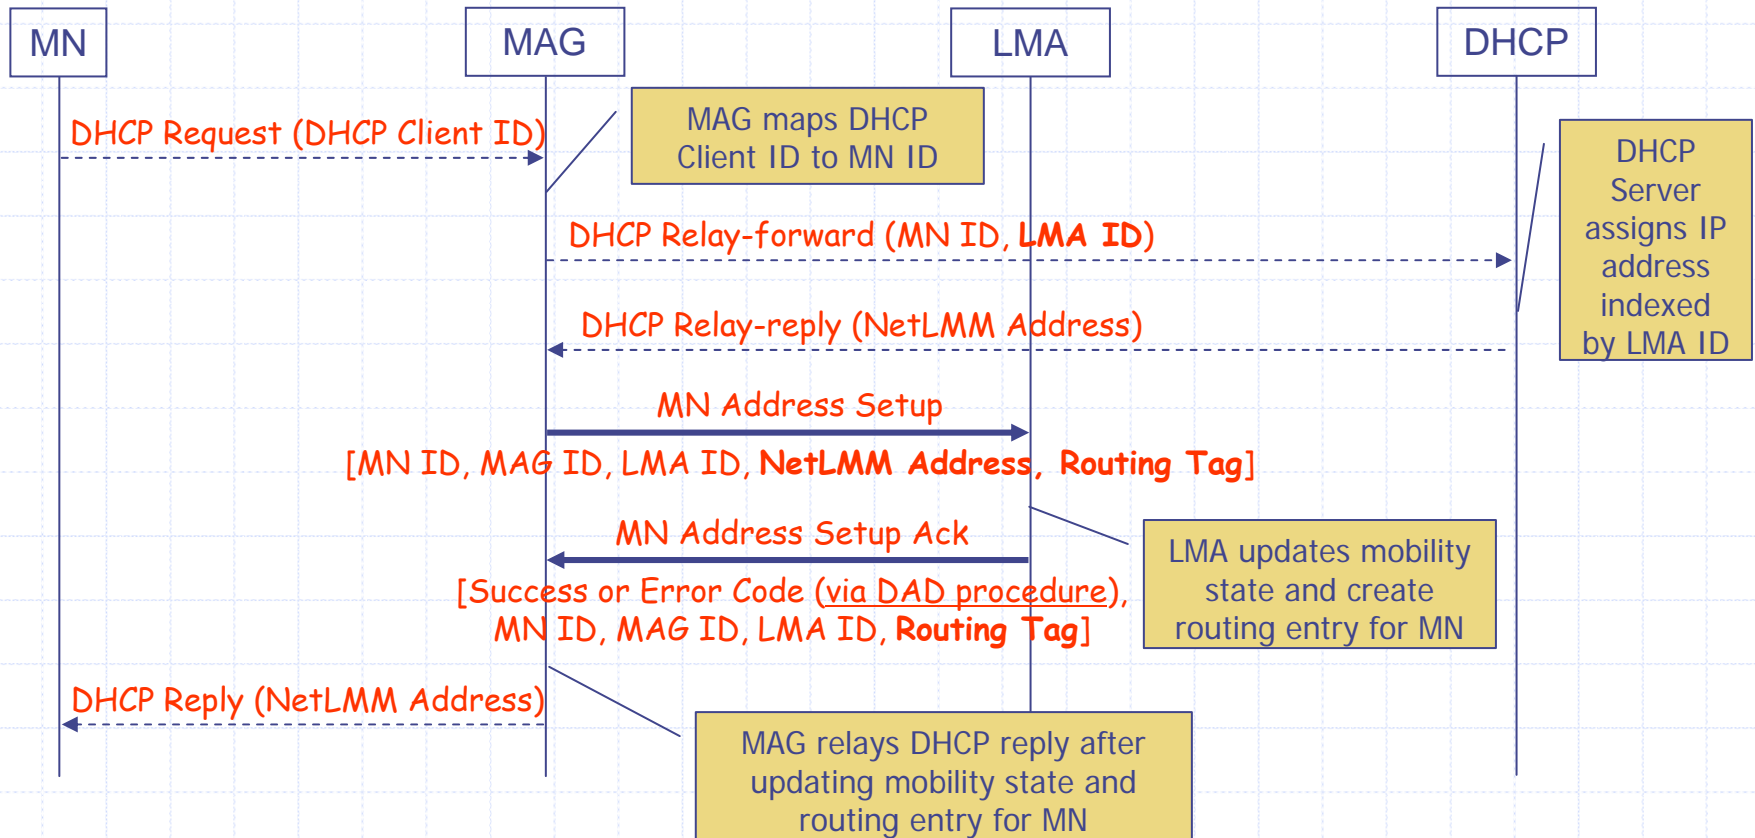 MN
MAG
LMA
DHCP
DHCP Request (DHCP Client ID)
MAG maps DHCP
Client ID to MN ID
DHCP
Server
assigns IP
address
indexed
by LMA ID
DHCP Relay-forward (MN ID, LMA ID)
DHCP Relay-reply (NetLMM Address)
MN Address Setup
[MN ID, MAG ID, LMA ID, NetLMM Address, Routing Tag]
MN Address Setup Ack
[Success or Error Code (via DAD procedure),
MN ID, MAG ID, LMA ID, Routing Tag]
LMA updates mobility
state and create
routing entry for MN
DHCP Reply (NetLMM Address)
MAG relays DHCP reply after
updating mobility state and
routing entry for MN